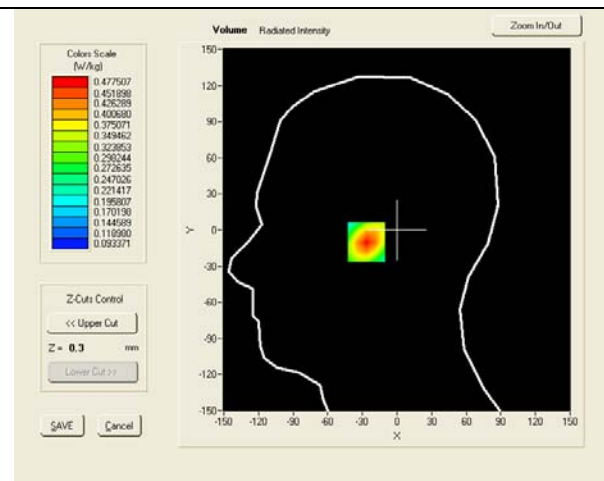 Volume Radiated Intensity
Zoom In/Out
Colors Scale
(W/kg)
0.477507
0.451898
0.426289
0.400680
0.375071
0.349462
0.323853
0.298244
0.272635
0.247026
0.221417
0.195807
0.170198
0.144589
0.118980
0.093371
Z-Cuts Control
<< Upper Cut
Z = 0.3 mm
Lower Cut >>
SAVE
Cancel
150
120
90
60
30
0
-30
-60
-90
-120
-150
Y
-150 -120 -90 -60 -30 0 30 60 90 120 150
X